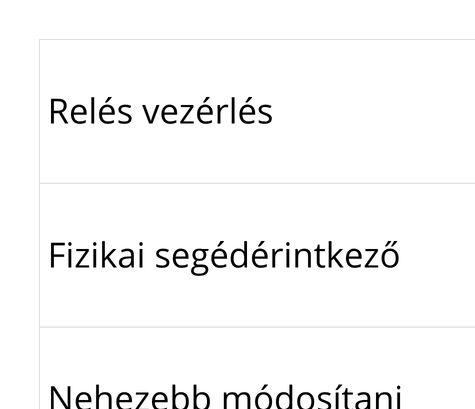 Relés vezérlés
Fizikai segédérintkező
Nehezebb módosítani